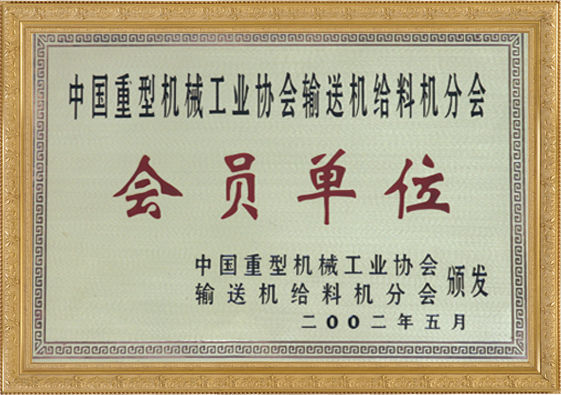 中国重型机械工业协会输送机给料机分会
会员单位
中国重型机械工业协会
输送机给料机分会 颁发
二00二年五月